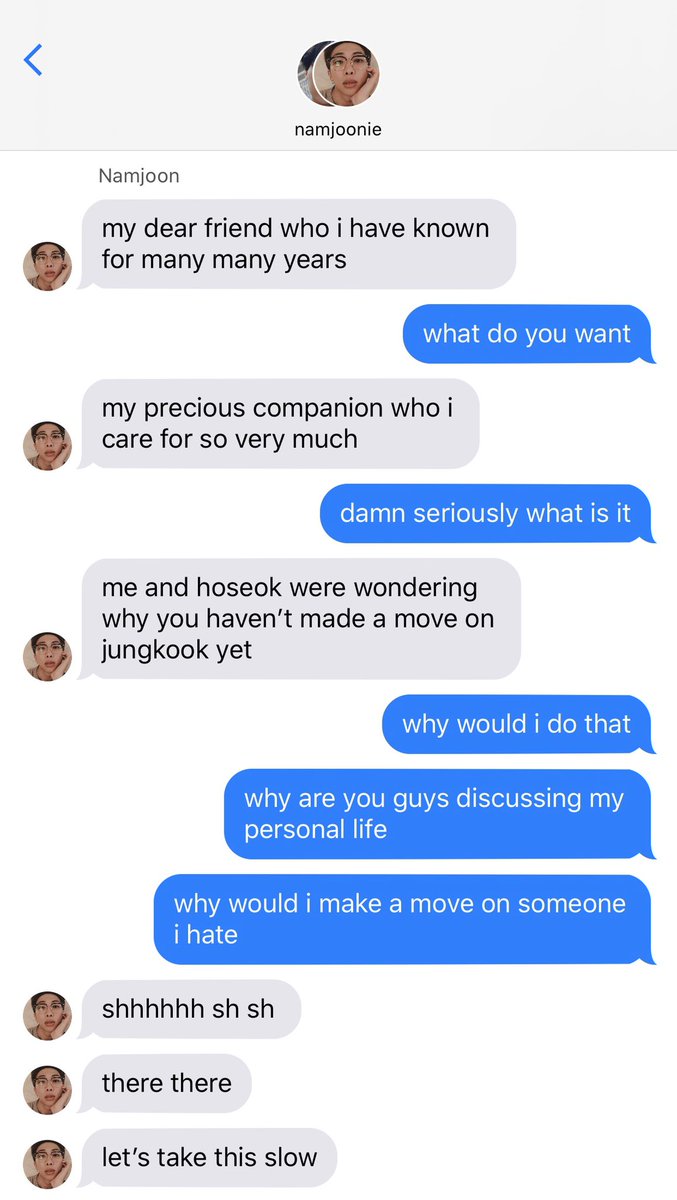 namjoonie
Namjoon
my dear friend who i have known
for many many years
what do you want
my precious companion who i
care for so very much
damn seriously what is it
me and hoseok were wondering
why you haven’t made a move on
jungkook yet
why would i do that
why are you guys discussing my
personal life
why would i make a move on someone
i hate
shhhhhh sh sh
there there
let’s take this slow